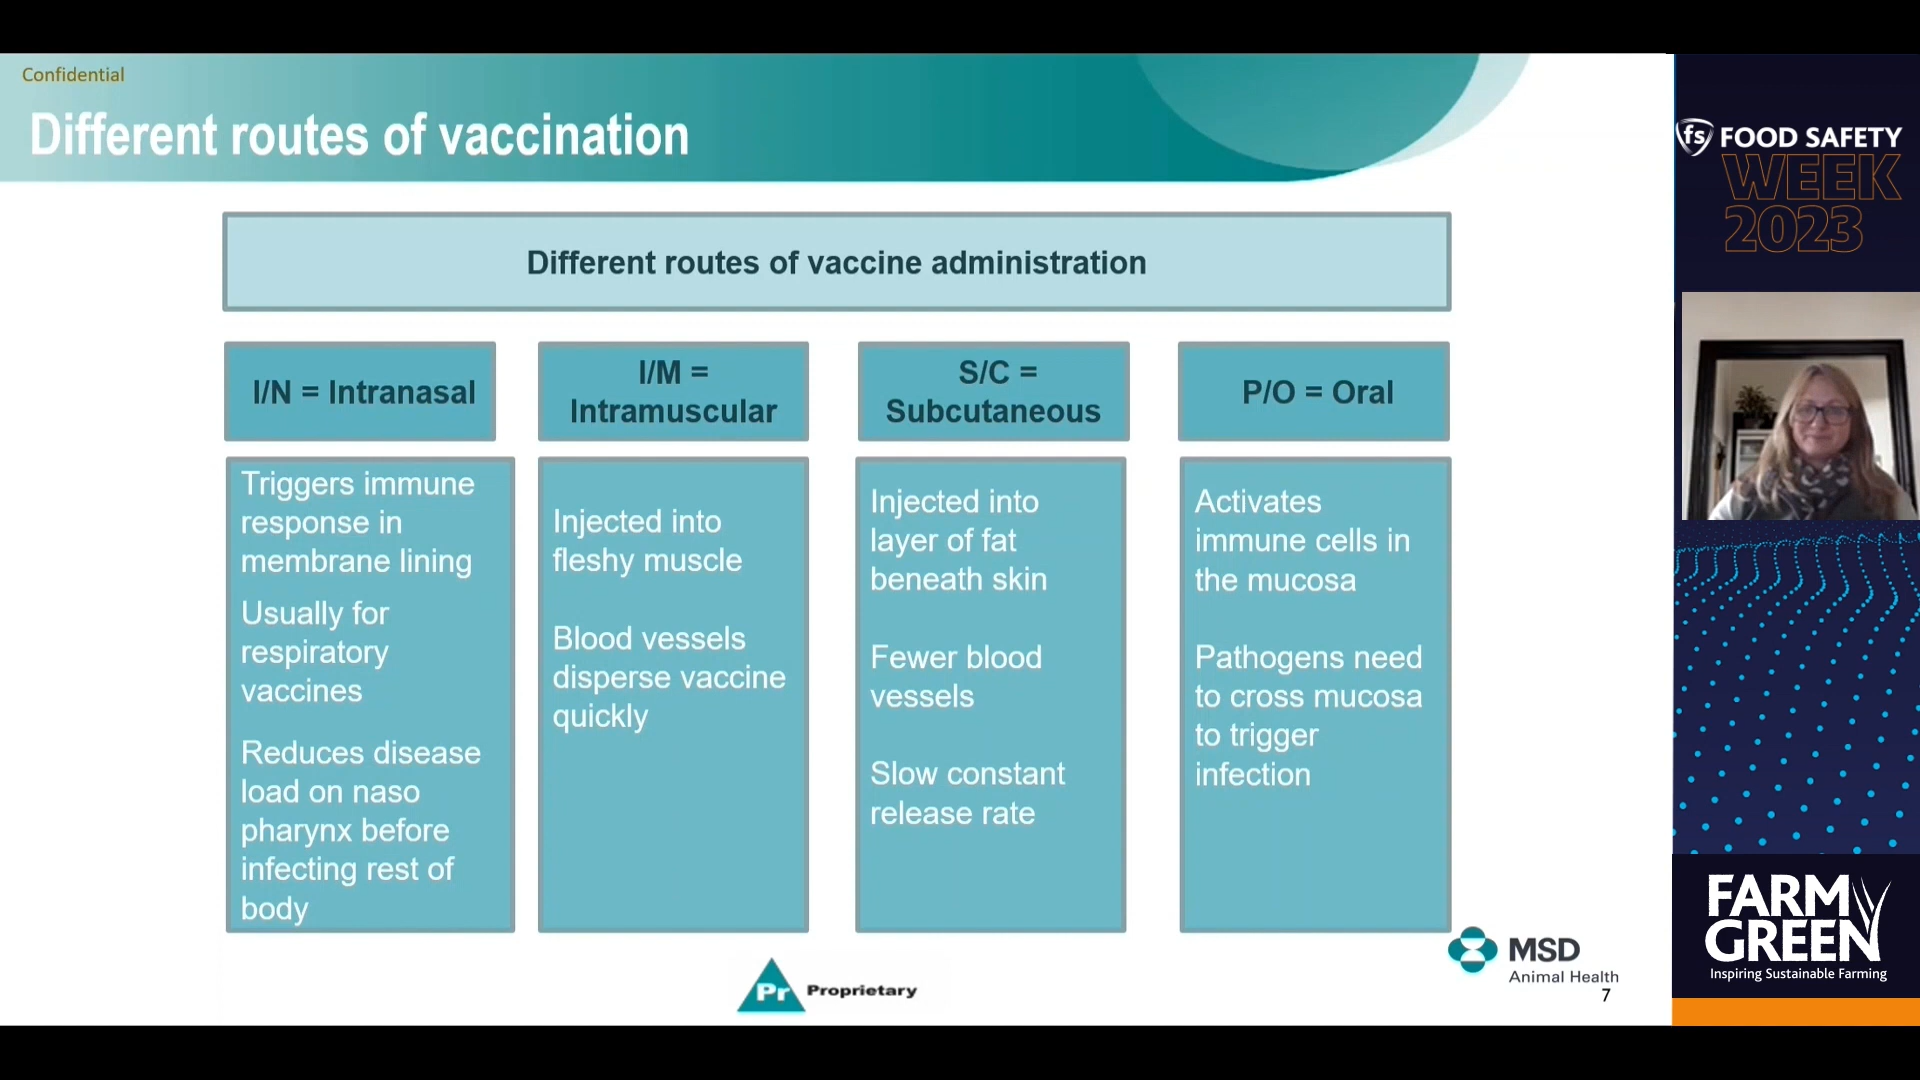 Confidential
Different routes of vaccination
Different routes of vaccine administration
I/N = Intranasal
I/M =
Intramuscular
S/C =
Subcutaneous
P/O = Oral
Triggers immune
response in
membrane lining
Usually for
respiratory
vaccines
Reduces disease
load on naso
pharynx before
infecting rest of
body
Injected into
fleshy muscle
Blood vessels
disperse vaccine
quickly
Injected into
layer of fat
beneath skin
Fewer blood
vessels
Slow constant
release rate
Activates
immune cells in
the mucosa
Pathogens need
to cross mucosa
to trigger
infection
Pr Proprietary
MSD
Animal Health
7
fs FOOD SAFETY
WEEK
2023
FARM
GREEN
Inspiring Sustainable Farming